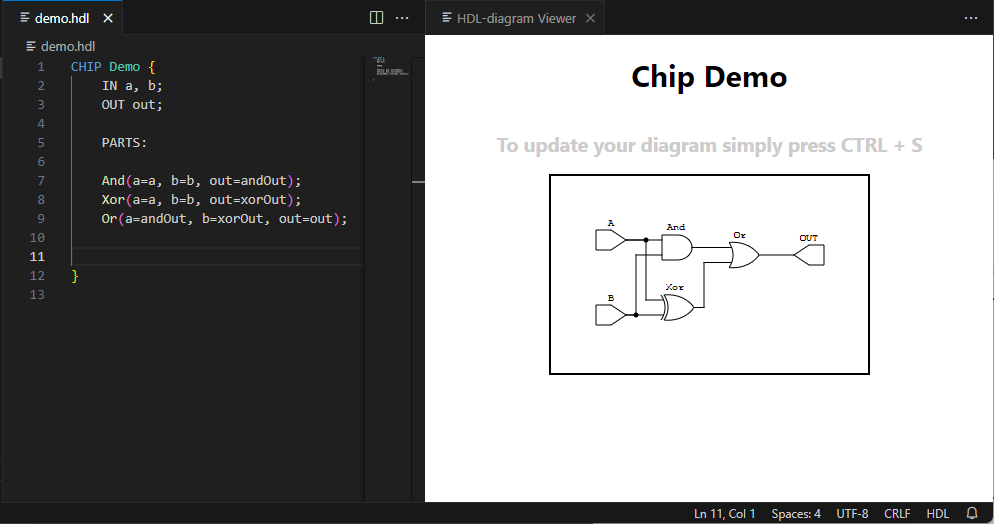 demo.hdl
HDL-diagram Viewer
demo.hdl
1 CHIP Demo {
2 IN a, b;
3 OUT out;
4
5 PARTS:
6
7 And(a=a, b=b, out=andOut);
8 Xor(a=a, b=b, out=xorOut);
9 Or(a=andOut, b=xorOut, out=out);
10
11
12 }
13
Chip Demo
To update your diagram simply press CTRL + S
A
And
Or
OUT
B
Xor
Ln 11, Col 1 Spaces: 4 UTF-8 CRLF HDL